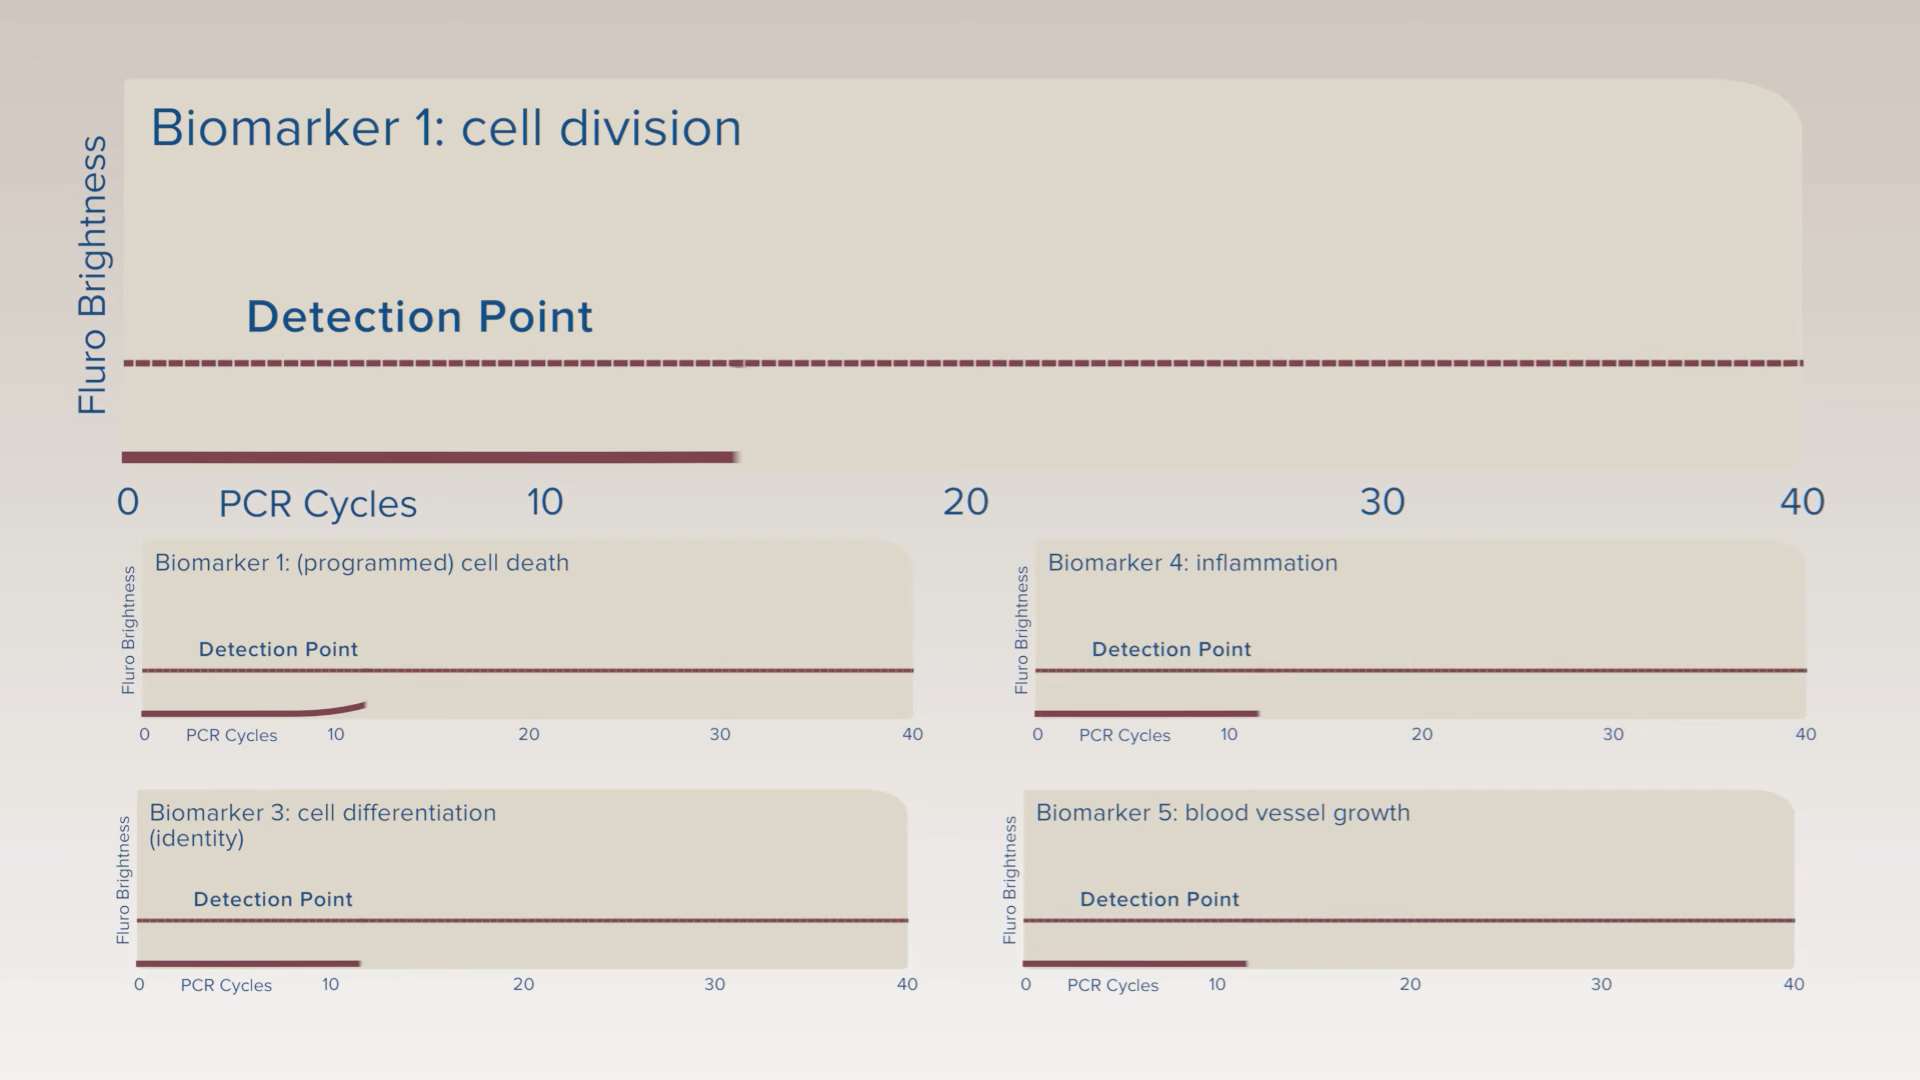 Biomarker 1: cell division
Fluro Brightness
Detection Point
0 PCR Cycles 10 20 30 40
Biomarker 1: (programmed) cell death
Fluro Brightness
Detection Point
0 PCR Cycles 10 20 30 40
Biomarker 4: inflammation
Fluro Brightness
Detection Point
0 PCR Cycles 10 20 30 40
Biomarker 3: cell differentiation
(identity)
Fluro Brightness
Detection Point
0 PCR Cycles 10 20 30 40
Biomarker 5: blood vessel growth
Fluro Brightness
Detection Point
0 PCR Cycles 10 20 30 40